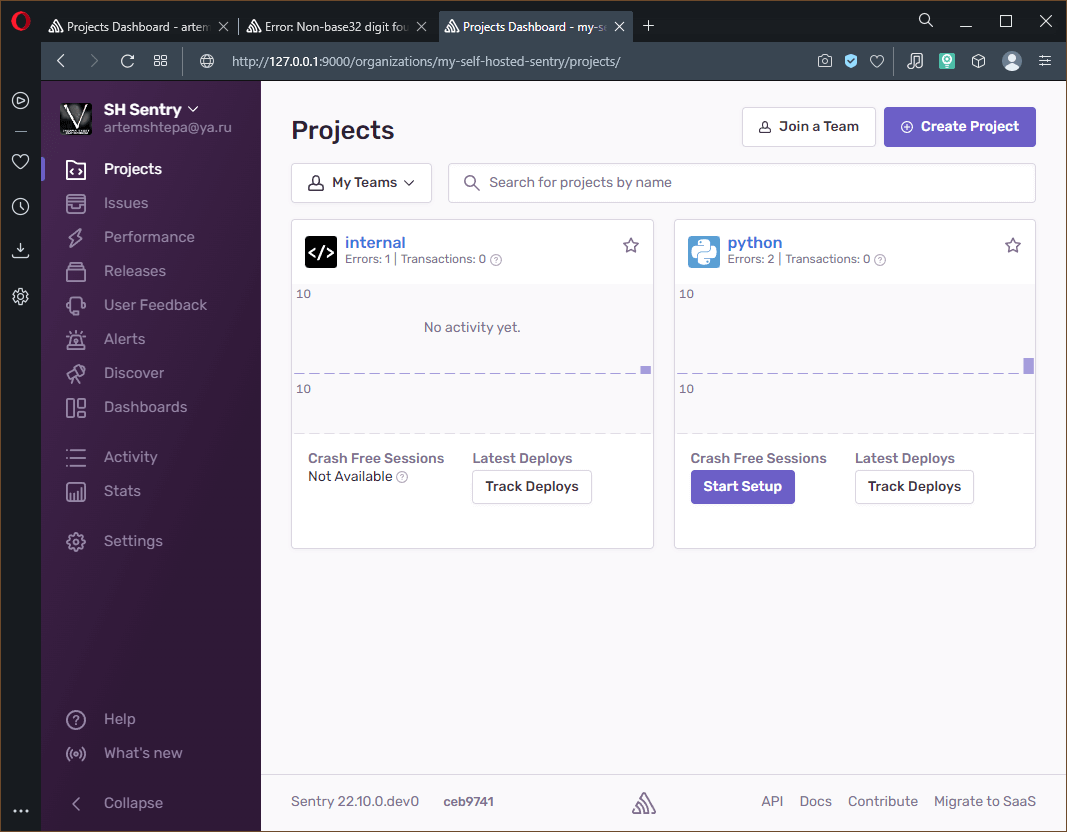 Projects Dashboard - artem
Error: Non-base32 digit fou
Projects Dashboard - my-se
http://127.0.0.1:9000/organizations/my-self-hosted-sentry/projects/
SH Sentry
artemshtepa@ya.ru
Projects
Issues
Performance
Releases
User Feedback
Alerts
Discover
Dashboards
Activity
Stats
Settings
Help
What's new
Collapse
Projects
Join a Team
Create Project
My Teams
Search for projects by name
internal
Errors: 1 | Transactions: 0
10
No activity yet.
10
Crash Free Sessions
Not Available
Latest Deploys
Track Deploys
python
Errors: 2 | Transactions: 0
10
10
Crash Free Sessions
Start Setup
Latest Deploys
Track Deploys
Sentry 22.10.0.dev0 ceb9741
API Docs Contribute Migrate to SaaS